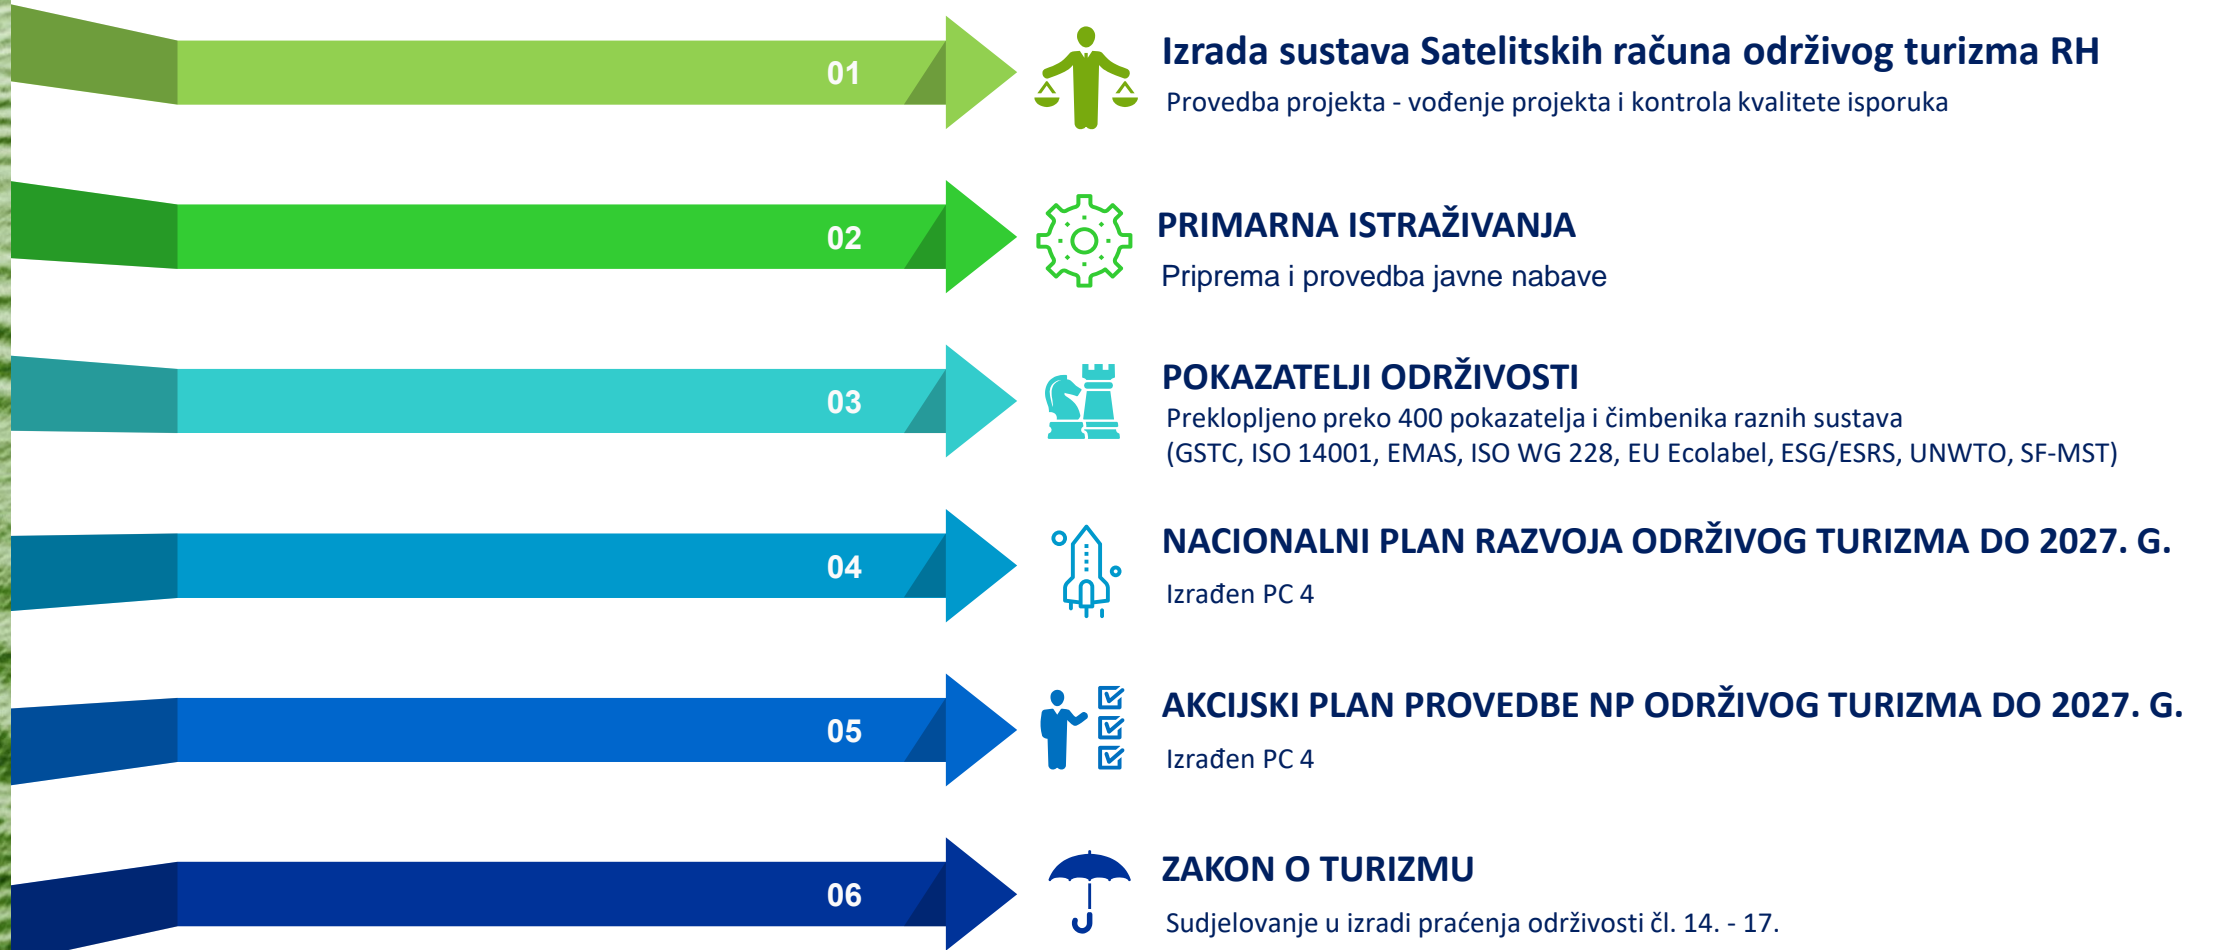 01
Izrada sustava Satelitskih računa održivog turizma RH
Provedba projekta - vođenje projekta i kontrola kvalitete isporuka
02
PRIMARNA ISTRAŽIVANJA
Priprema i provedba javne nabave
03
POKAZATELJI ODRŽIVOSTI
Preklopljeno preko 400 pokazatelja i čimbenika raznih sustava
(GSTC, ISO 14001, EMAS, ISO WG 228, EU Ecolabel, ESG/ESRS, UNWTO, SF-MST)
04
NACIONALNI PLAN RAZVOJA ODRŽIVOG TURIZMA DO 2027. G.
Izrađen PC 4
05
AKCIJSKI PLAN PROVEDBE NP ODRŽIVOG TURIZMA DO 2027. G.
Izrađen PC 4
06
ZAKON O TURIZMU
Sudjelovanje u izradi praćenja održivosti čl. 14. - 17.